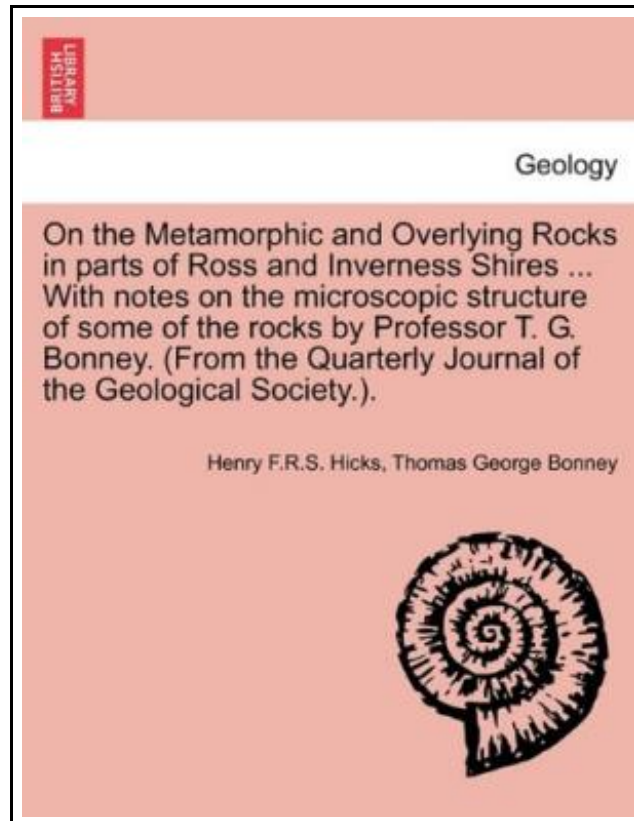 BRITISH
LIBRARY
Geology
On the Metamorphic and Overlying Rocks
in parts of Ross and Inverness Shires ...
With notes on the microscopic structure
of some of the rocks by Professor T. G.
Bonney. (From the Quarterly Journal of
the Geological Society.).
Henry F.R.S. Hicks, Thomas George Bonney